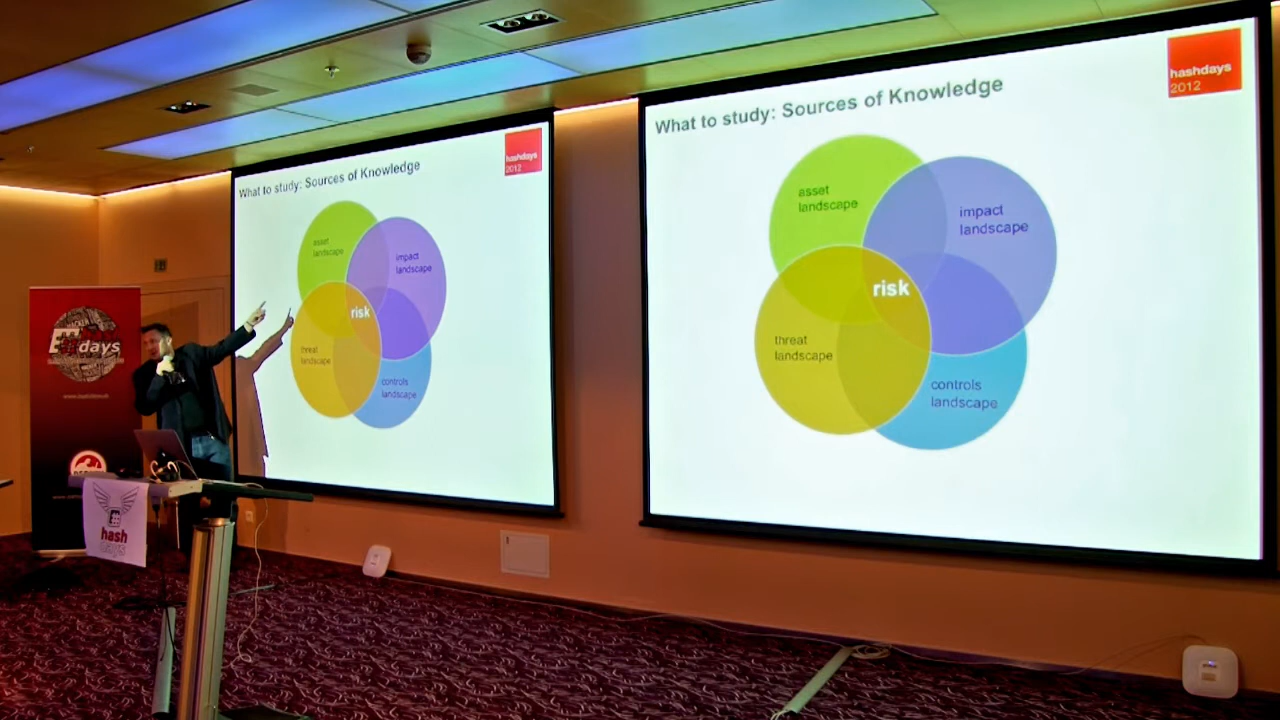 What to study: Sources of Knowledge
hashdays
2012
asset
landscape
impact
landscape
risk
threat
landscape
controls
landscape
What to study: Sources of Knowledge
hashdays
2012
asset
landscape
impact
landscape
risk
threat
landscape
controls
landscape
HACKER
days
hash
days